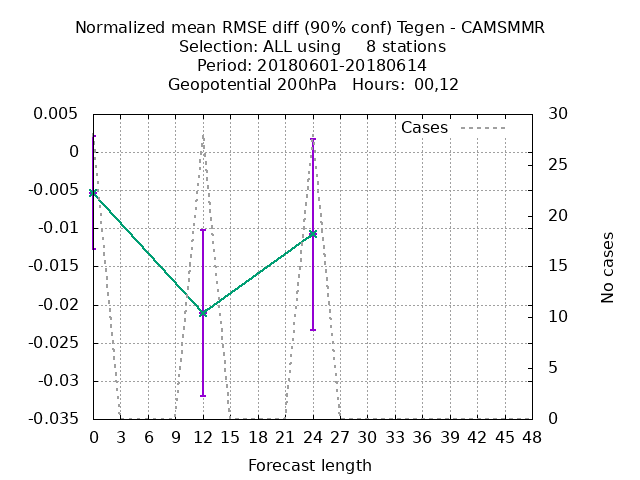 Normalized mean RMSE diff (90% conf) Tegen - CAMSMMR
Selection: ALL using     8 stations
Period: 20180601-20180614
Geopotential 200hPa   Hours: 00,12
Cases
0.005
0
-0.005
-0.01
-0.015
-0.02
-0.025
-0.03
-0.035
30
25
20
15
10
5
0
No cases
0 3 6 9 12 15 18 21 24 27 30 33 36 39 42 45 48
Forecast length